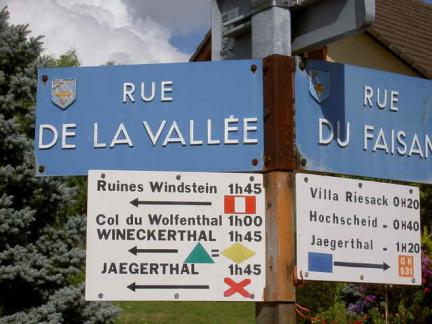 RUE
DE LA VALLÉE
RUE
DU FAISAN
Ruines Windstein 1h45
Col du Wolfenthal 1h00
WINECKERTHAL 1h45
=
JAEGERTHAL 1h45
Villa Riesack 0H20
Hochscheid - 0H40
Jaegerthal - 1H20
GR
531